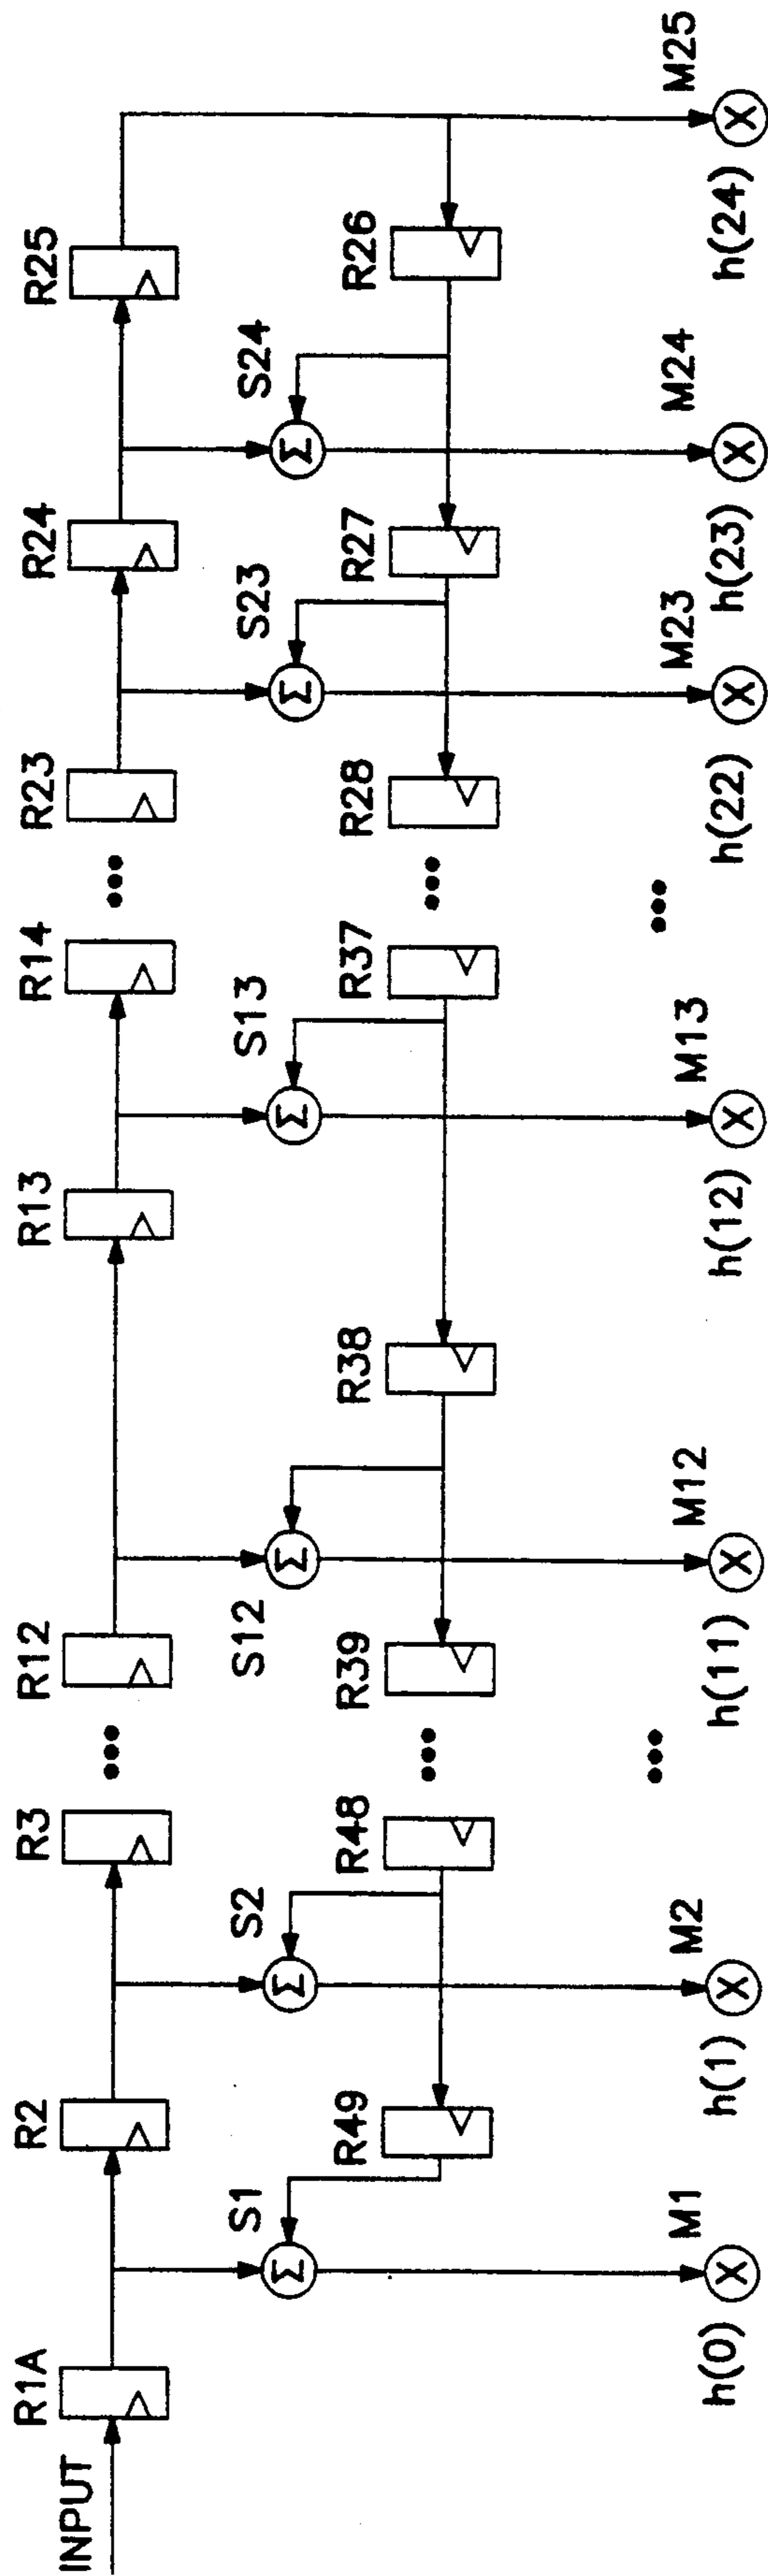 INPUT
R1A
R2
R3
R12
R13
R14
R23
R24
R25
S1
S2
S12
S13
S23
S24
Σ
Σ
Σ
Σ
Σ
Σ
R49
R48
R39
R38
R37
R28
R27
R26
M1
M2
M12
M13
M23
M24
M25
X
X
X
X
X
X
X
h(0)
h(1)
h(11)
h(12)
h(22)
h(23)
h(24)